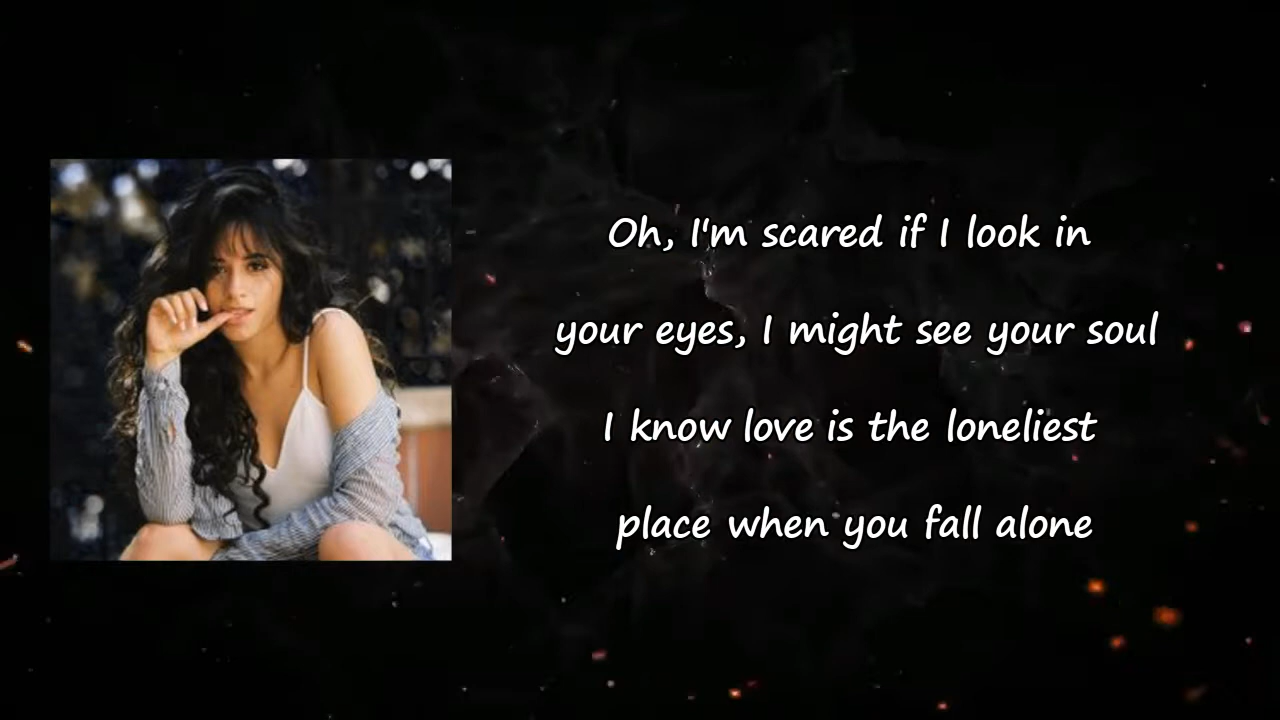 Oh, I'm scared if I look in
your eyes, I might see your soul
I know love is the loneliest
place when you fall alone